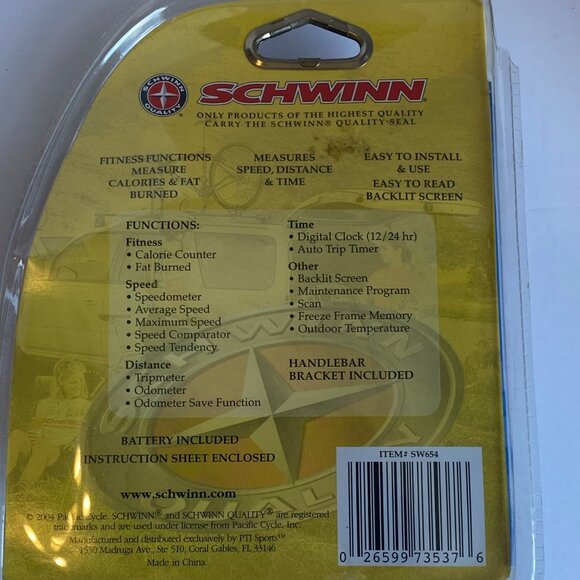 SCHWINN
QUALITY
SCHWINN®
ONLY PRODUCTS OF THE HIGHEST QUALITY
CARRY THE SCHWINN® QUALITY SEAL
FITNESS FUNCTIONS
MEASURE
CALORIES & FAT
BURNED
MEASURES
SPEED, DISTANCE
& TIME
EASY TO INSTALL
& USE
EASY TO READ
BACKLIT SCREEN
FUNCTIONS:
Fitness
• Calorie Counter
• Fat Burned
Speed
• Speedometer
• Average Speed
• Maximum Speed
• Speed Comparator
• Speed Tendency
Distance
• Tripmeter
• Odometer
• Odometer Save Function
Time
• Digital Clock (12/24 hr)
• Auto Trip Timer
Other
• Backlit Screen
• Maintenance Program
• Scan
• Freeze Frame Memory
• Outdoor Temperature
HANDLEBAR
BRACKET INCLUDED
BATTERY INCLUDED
INSTRUCTION SHEET ENCLOSED
www.schwinn.com
© 2004 Pacific Cycle. SCHWINN® and SCHWINN QUALITY® are registered
trademarks and are used under license from Pacific Cycle, Inc.
Manufactured and distributed exclusively by PTI Sports™
1550 Madruga Ave., Ste 510, Coral Gables, FL 33146
Made in China
ITEM# SW654
0 26599 73537 6